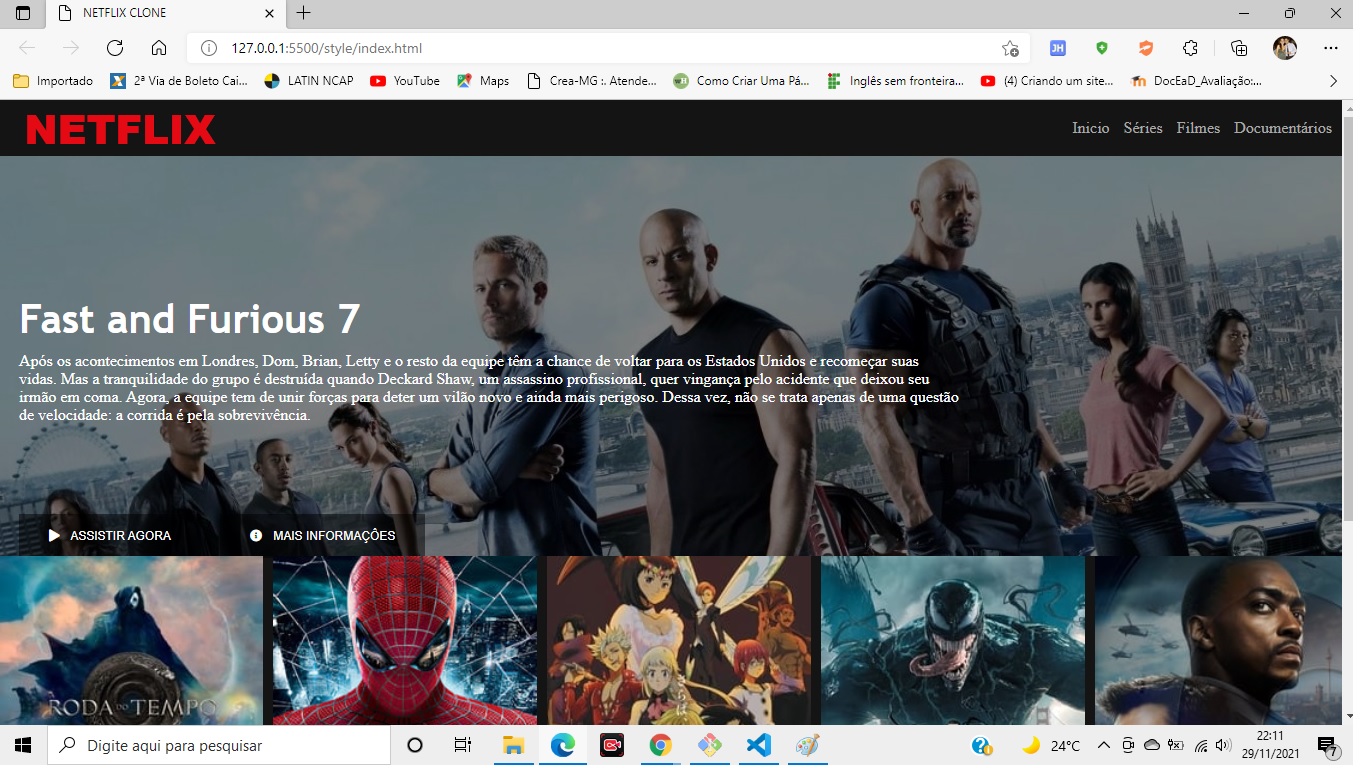 NETFLIX CLONE
127.0.0.1:5500/style/index.html
JH
Importado
2ª Via de Boleto Cai...
LATIN NCAP
YouTube
Maps
Crea-MG :. Atende...
Como Criar Uma Pá...
Inglês sem fronteira...
(4) Criando um site...
DocEaD_Avaliação:...
NETFLIX
Inicio
Séries
Filmes
Documentários
Fast and Furious 7
Após os acontecimentos em Londres, Dom, Brian, Letty e o resto da equipe têm a chance de voltar para os Estados Unidos e recomeçar suas
vidas. Mas a tranquilidade do grupo é destruída quando Deckard Shaw, um assassino profissional, quer vingança pelo acidente que deixou seu
irmão em coma. Agora, a equipe tem de unir forças para deter um vilão novo e ainda mais perigoso. Dessa vez, não se trata apenas de uma questão
de velocidade: a corrida é pela sobrevivência.
ASSISTIR AGORA
MAIS INFORMAÇÔES
RODA DO TEMPO
Digite aqui para pesquisar
24°C
22:11
29/11/2021
7